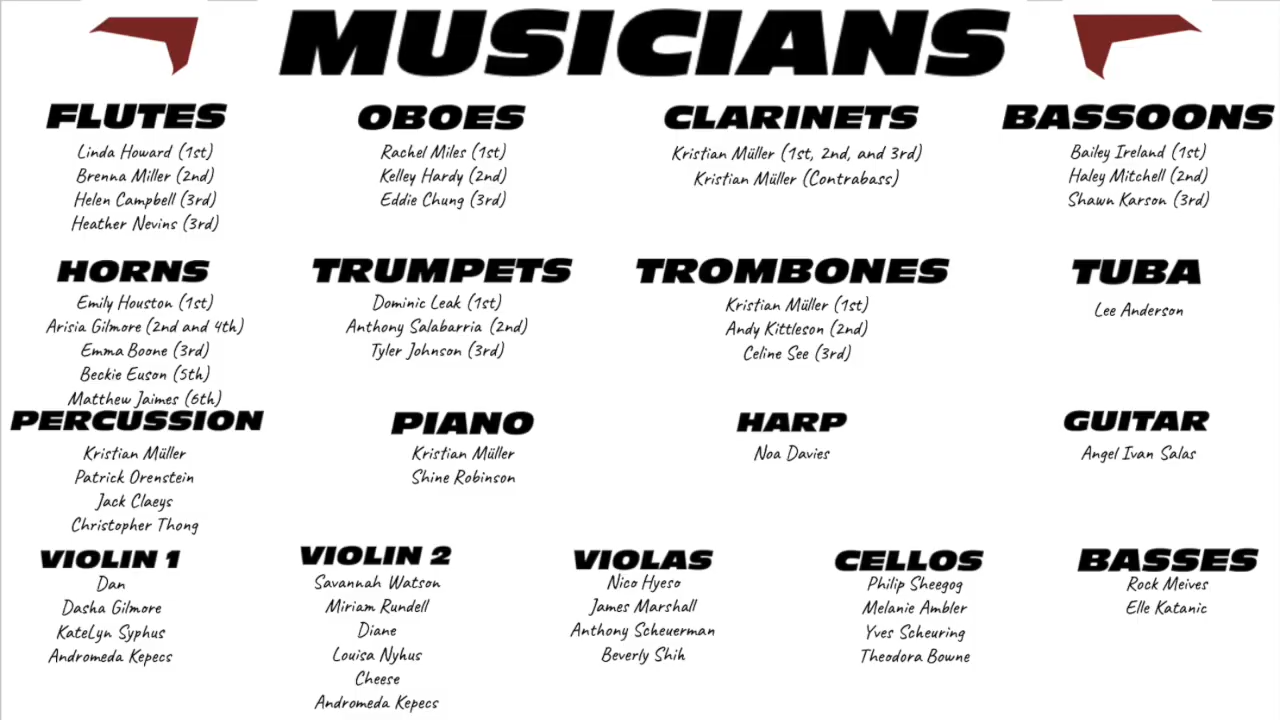 MUSICIANS
FLUTES
Linda Howard (1st)
Brenna Miller (2nd)
Helen Campbell (3rd)
Heather Nevins (3rd)
OBOES
Rachel Miles (1st)
Kelley Hardy (2nd)
Eddie Chung (3rd)
CLARINETS
Kristian Müller (1st, 2nd, and 3rd)
Kristian Müller (Contrabass)
BASSOONS
Bailey Ireland (1st)
Haley Mitchell (2nd)
Shawn Karson (3rd)
HORNS
Emily Houston (1st)
Arisia Gilmore (2nd and 4th)
Emma Boone (3rd)
Beckie Euson (5th)
Matthew Jaimes (6th)
TRUMPETS
Dominic Leak (1st)
Anthony Salabarria (2nd)
Tyler Johnson (3rd)
TROMBONES
Kristian Müller (1st)
Andy Kittleson (2nd)
Celine See (3rd)
TUBA
Lee Anderson
PERCUSSION
Kristian Müller
Patrick Orenstein
Jack Claeys
Christopher Thong
PIANO
Kristian Müller
Shine Robinson
HARP
Noa Davies
GUITAR
Angel Ivan Salas
VIOLIN 1
Dan
Dasha Gilmore
KateLyn Syphus
Andromeda Kepecs
VIOLIN 2
Savannah Watson
Miriam Rundell
Diane
Louisa Nyhus
Cheese
Andromeda Kepecs
VIOLAS
Nico Hyeso
James Marshall
Anthony Scheuerman
Beverly Shih
CELLOS
Philip Sheegog
Melanie Ambler
Yves Scheuring
Theodora Bowne
BASSES
Rock Meives
Elle Katanic